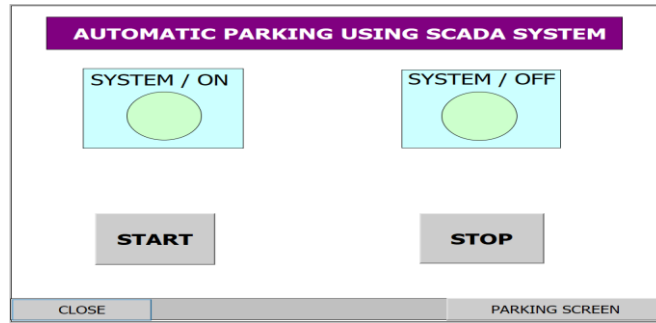 AUTOMATIC PARKING USING SCADA SYSTEM
SYSTEM / ON
SYSTEM / OFF
START
STOP
CLOSE
PARKING SCREEN